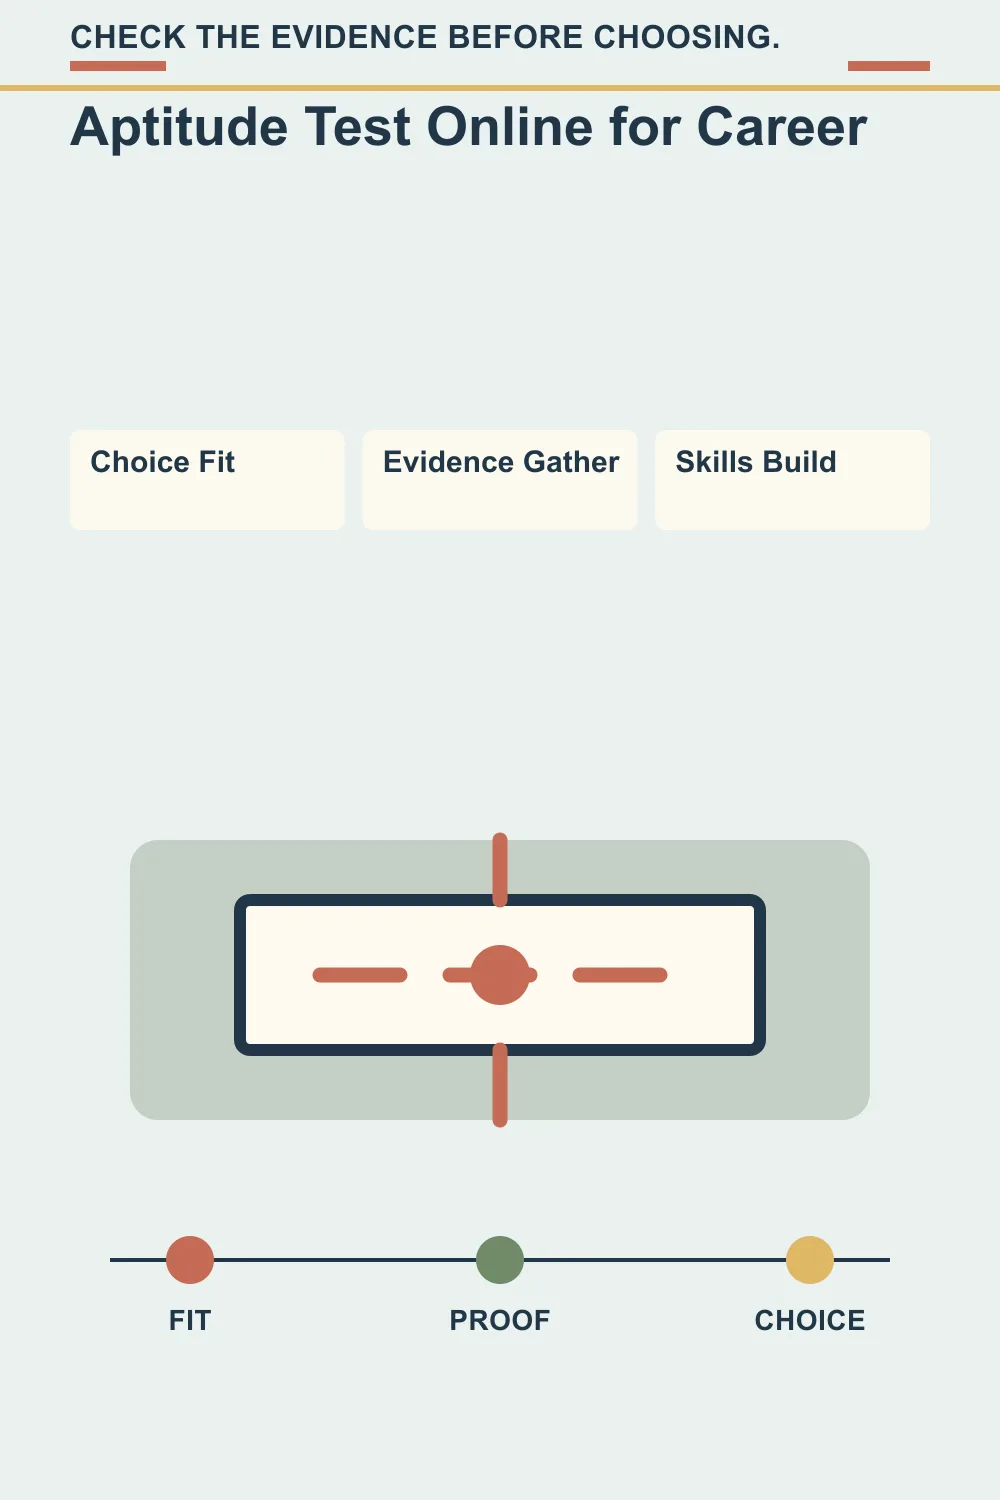 CHECK THE EVIDENCE BEFORE CHOOSING.
Aptitude Test Online for Career
Choice Fit
Evidence Gather
Skills Build
FIT
PROOF
CHOICE